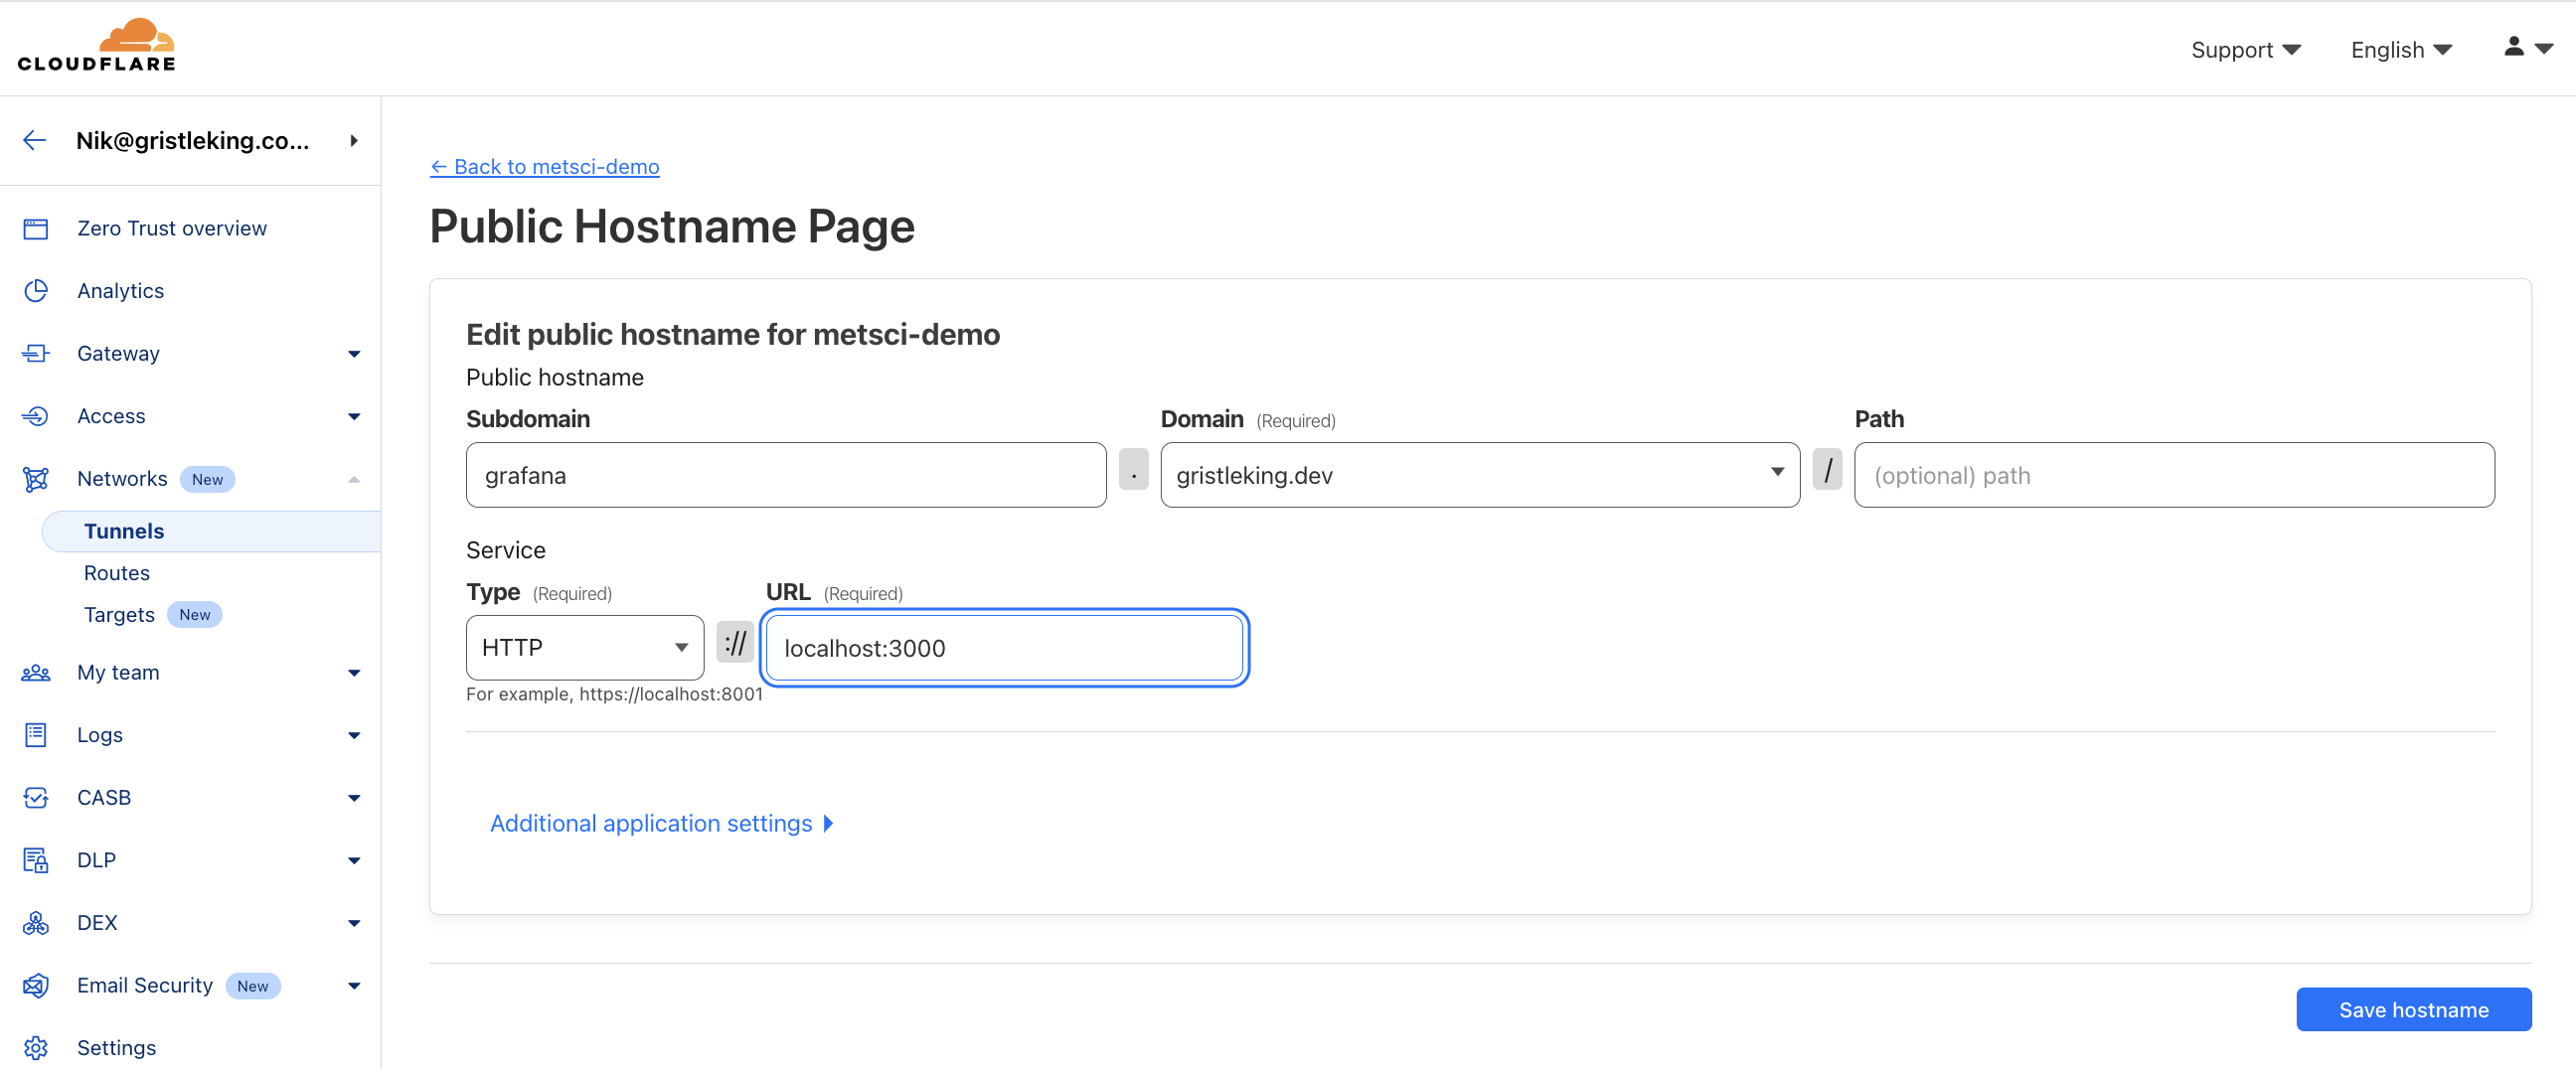 CLOUDFLARE
Support
English
Nik@gristleking.co...
Zero Trust overview
Analytics
Gateway
Access
Networks New
Tunnels
Routes
Targets New
My team
Logs
CASB
DLP
DEX
Email Security New
Settings
← Back to metsci-demo
Public Hostname Page
Edit public hostname for metsci-demo
Public hostname
Subdomain Domain (Required) Path
grafana . gristleking.dev / (optional) path
Service
Type (Required) URL (Required)
HTTP :// localhost:3000
For example, https://localhost:8001
Additional application settings
Save hostname